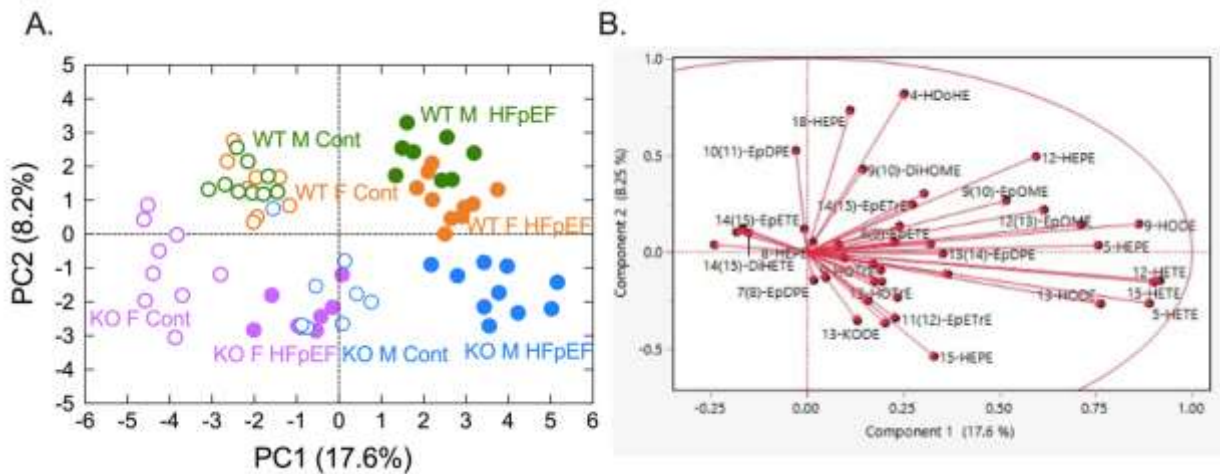 A.
B.
5
4
3
2
1
0
-1
-2
-3
-4
-5
PC2 (8.2%)
WT M Cont
WT F Cont
WT M HFpEF
WT F HFpEF
KO F Cont
KO F HFpEF
KO M Cont
KO M HFpEF
-6 -5 -4 -3 -2 -1 0 1 2 3 4 5 6
PC1 (17.6%)
1.0
0.5
0.0
-0.5
Component 2 (8.25 %)
4-HDoHE
18-HEPE
10(11)-EpDPE
12-HEPE
9(10)-DiHOME
9(10)-EpOME
14(15)-EpETrE
14(15)-EpETE
12(13)-EpOME
9-HODE
5-HEPE
8-HEPE
13(14)-EpDPE
14(15)-DiHETE
12-HETE
7(8)-EpDPE
13-HODE
15-HETE
5-HETE
11(12)-EpETrE
13-KODE
15-HEPE
-0.25 0.00 0.25 0.50 0.75 1.00
Component 1 (17.6 %)